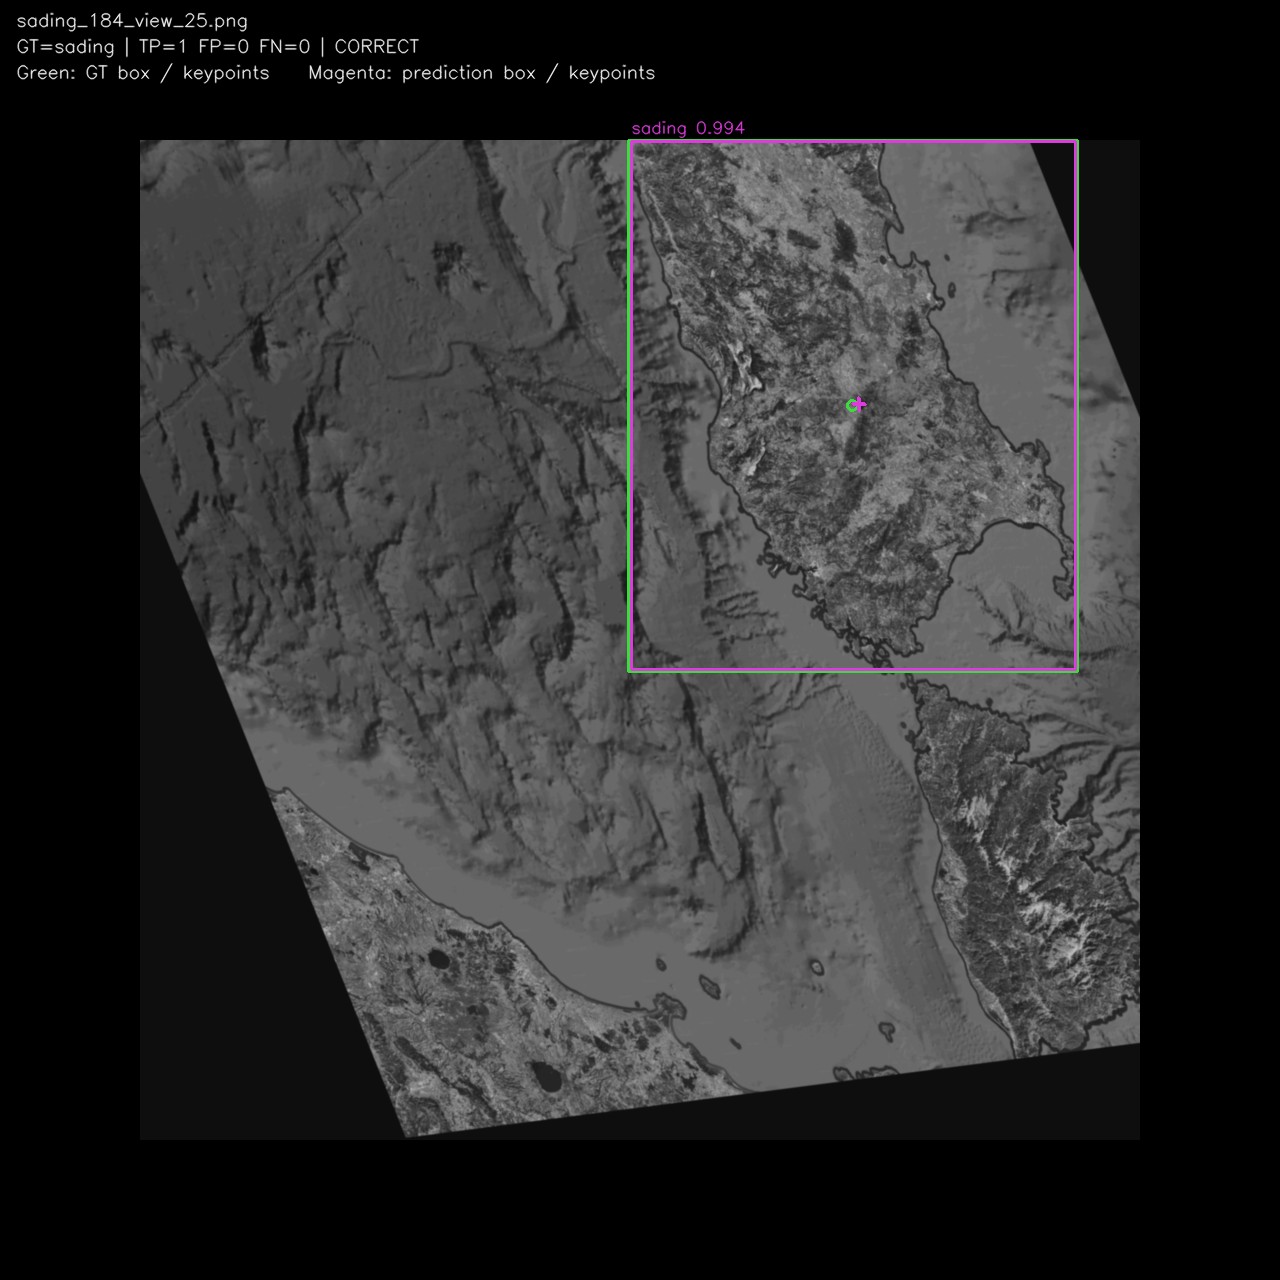 sading_184_view_25.png
GT=sading | TP=1 FP=0 FN=0 | CORRECT
Green: GT box / keypoints Magenta: prediction box / keypoints
sading 0.994